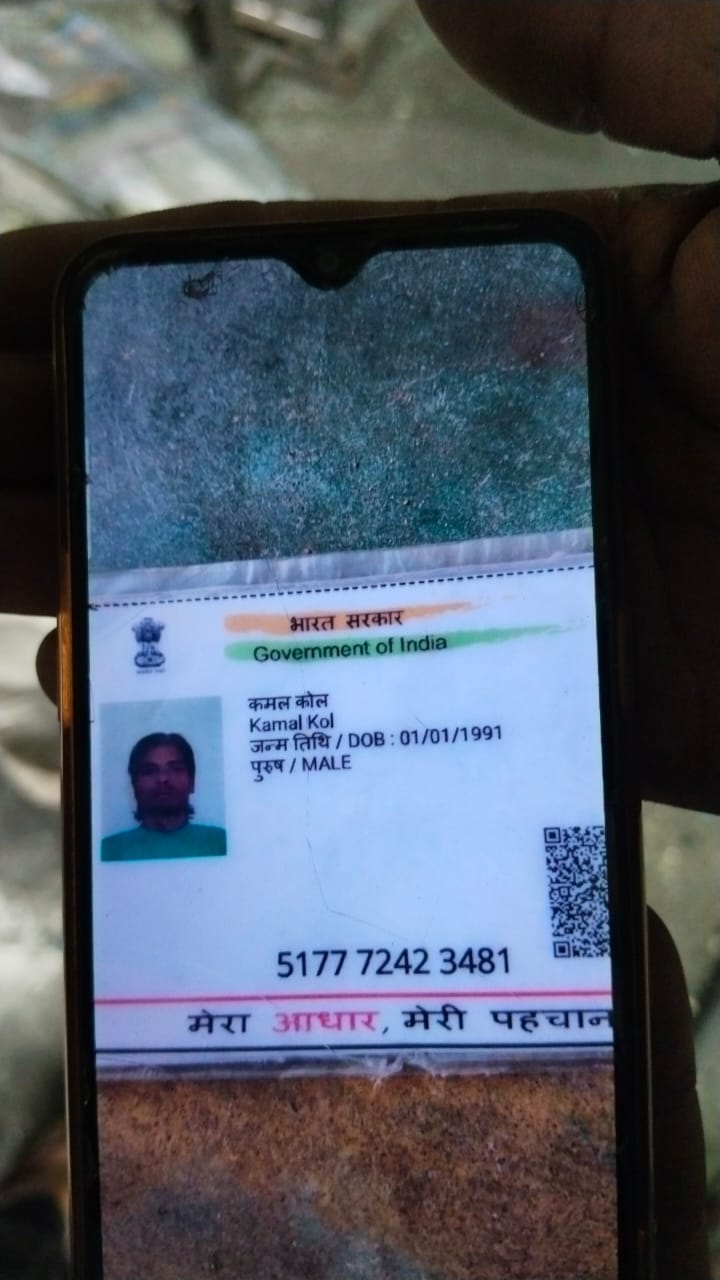 भारत सरकार
Government of India
कमल कोल
Kamal Kol
जन्म तिथि / DOB : 01/01/1991
पुरुष / MALE
5177 7242 3481
मेरा आधार, मेरी पहचान